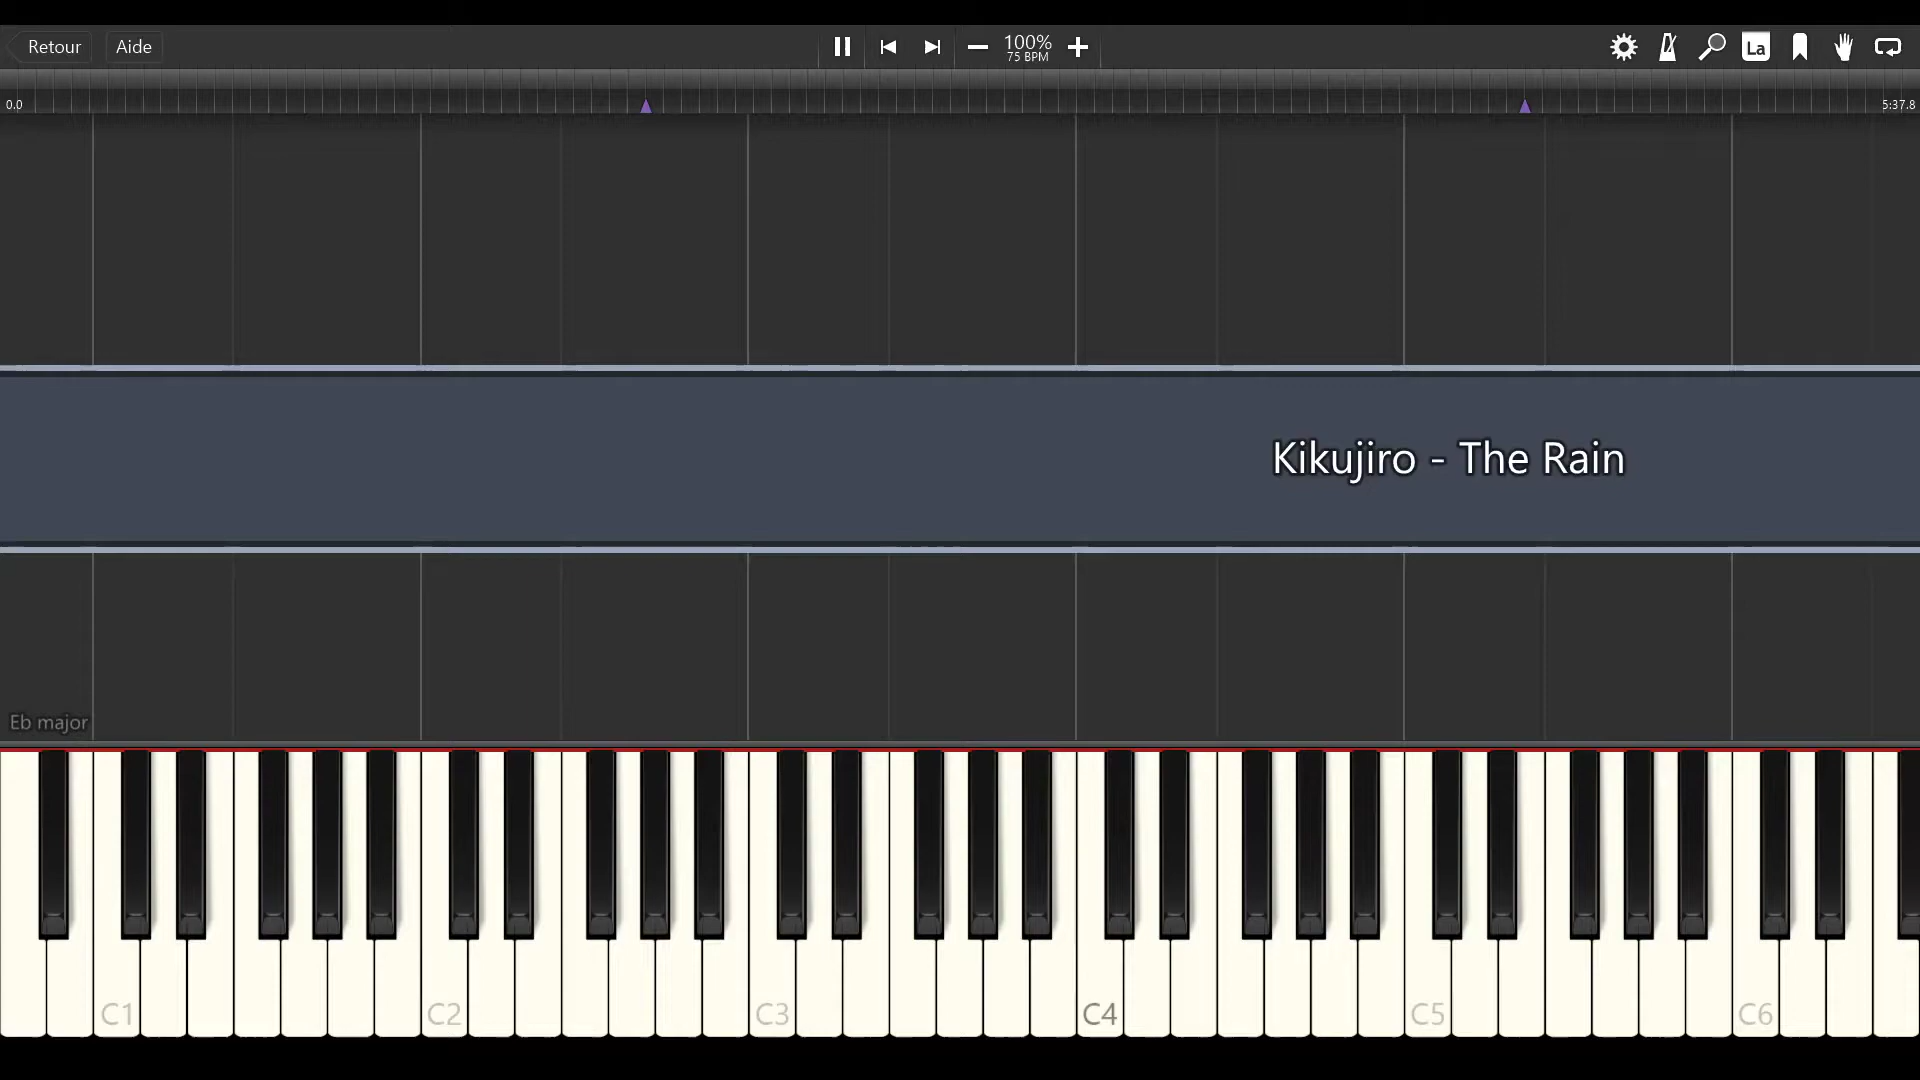 Retour
Aide
100%
75 BPM
La
0.0
5:37.8
Kikujiro - The Rain
Eb major
C1
C2
C3
C4
C5
C6